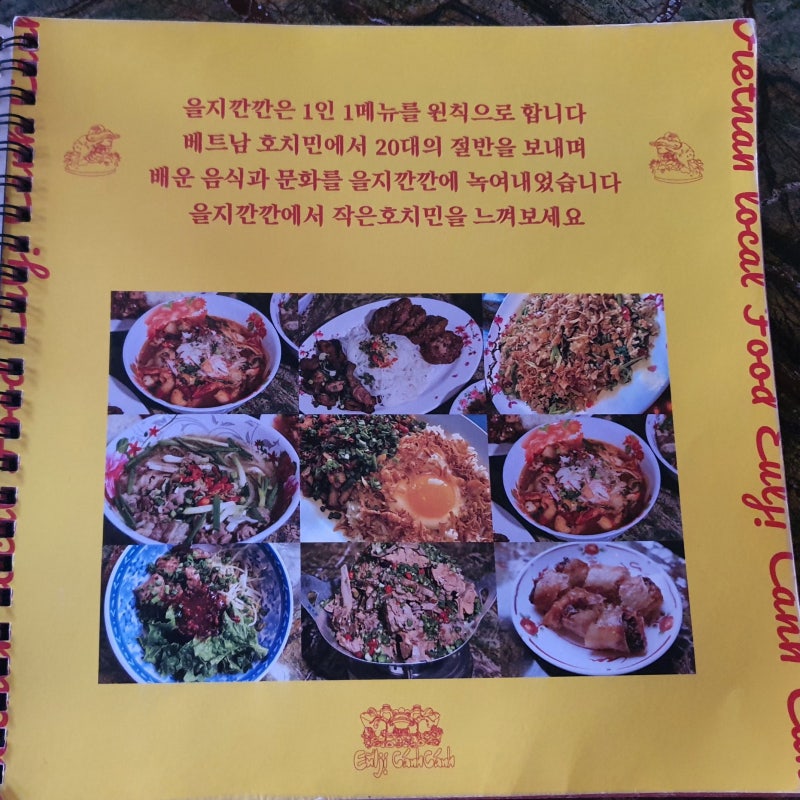 을지깐깐은 1인 1메뉴를 원칙으로 합니다
베트남 호치민에서 20대의 절반을 보내며
배운 음식과 문화를 을지깐깐에 녹여내었습니다
을지깐깐에서 작은호치민을 느껴보세요
Vietnan local Food Eulji Canh
Eulji CánhCánh